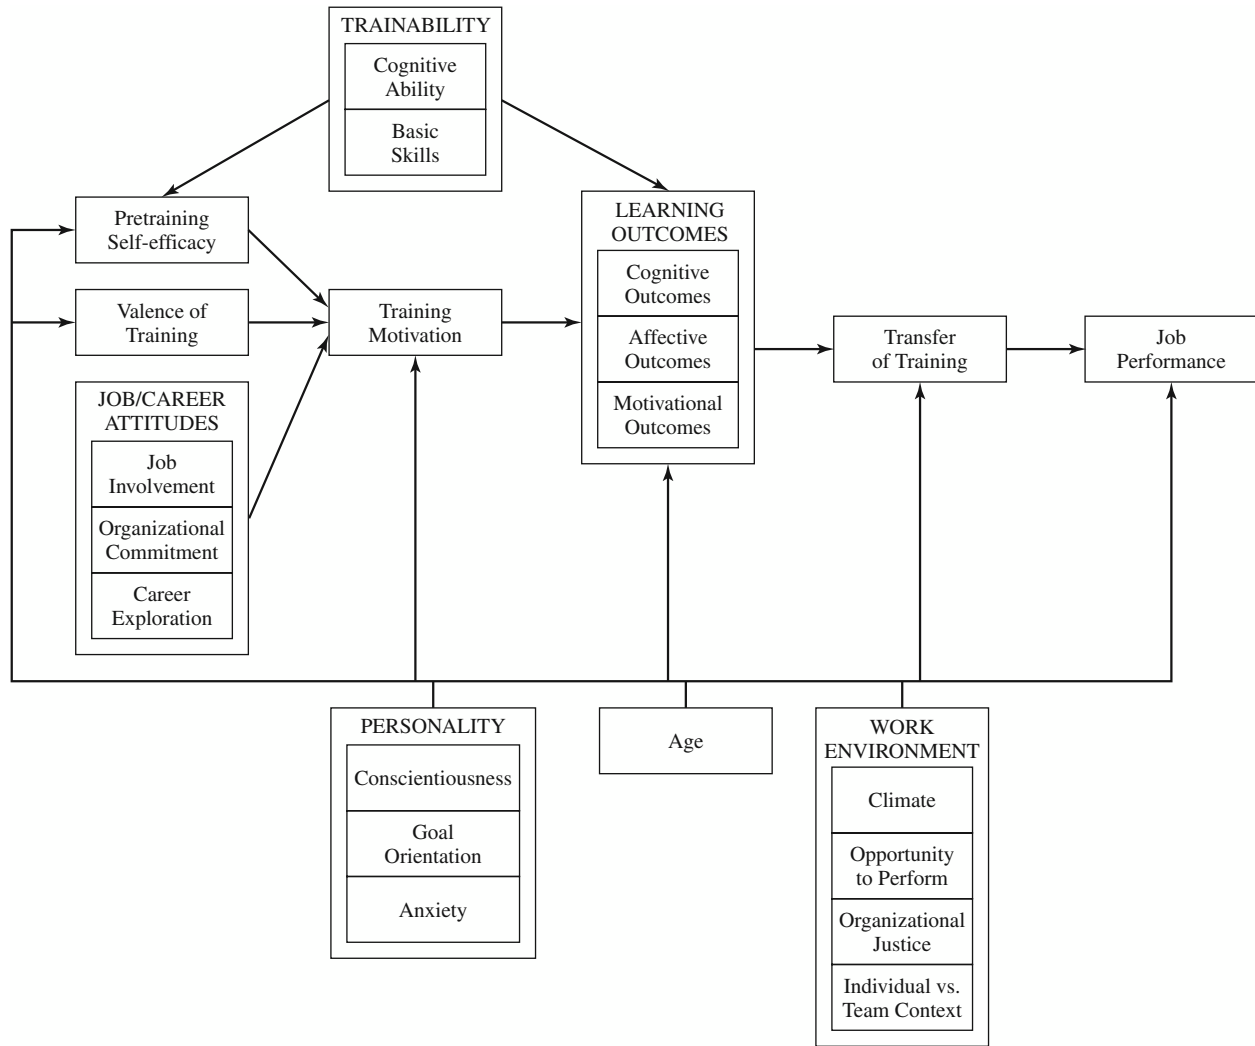 TRAINABILITY
Cognitive
Ability
Basic
Skills
Pretraining
Self-efficacy
Valence of
Training
JOB/CAREER
ATTITUDES
Job
Involvement
Organizational
Commitment
Career
Exploration
Training
Motivation
LEARNING
OUTCOMES
Cognitive
Outcomes
Affective
Outcomes
Motivational
Outcomes
Transfer
of Training
Job
Performance
PERSONALITY
Conscientiousness
Goal
Orientation
Anxiety
Age
WORK
ENVIRONMENT
Climate
Opportunity
to Perform
Organizational
Justice
Individual vs.
Team Context